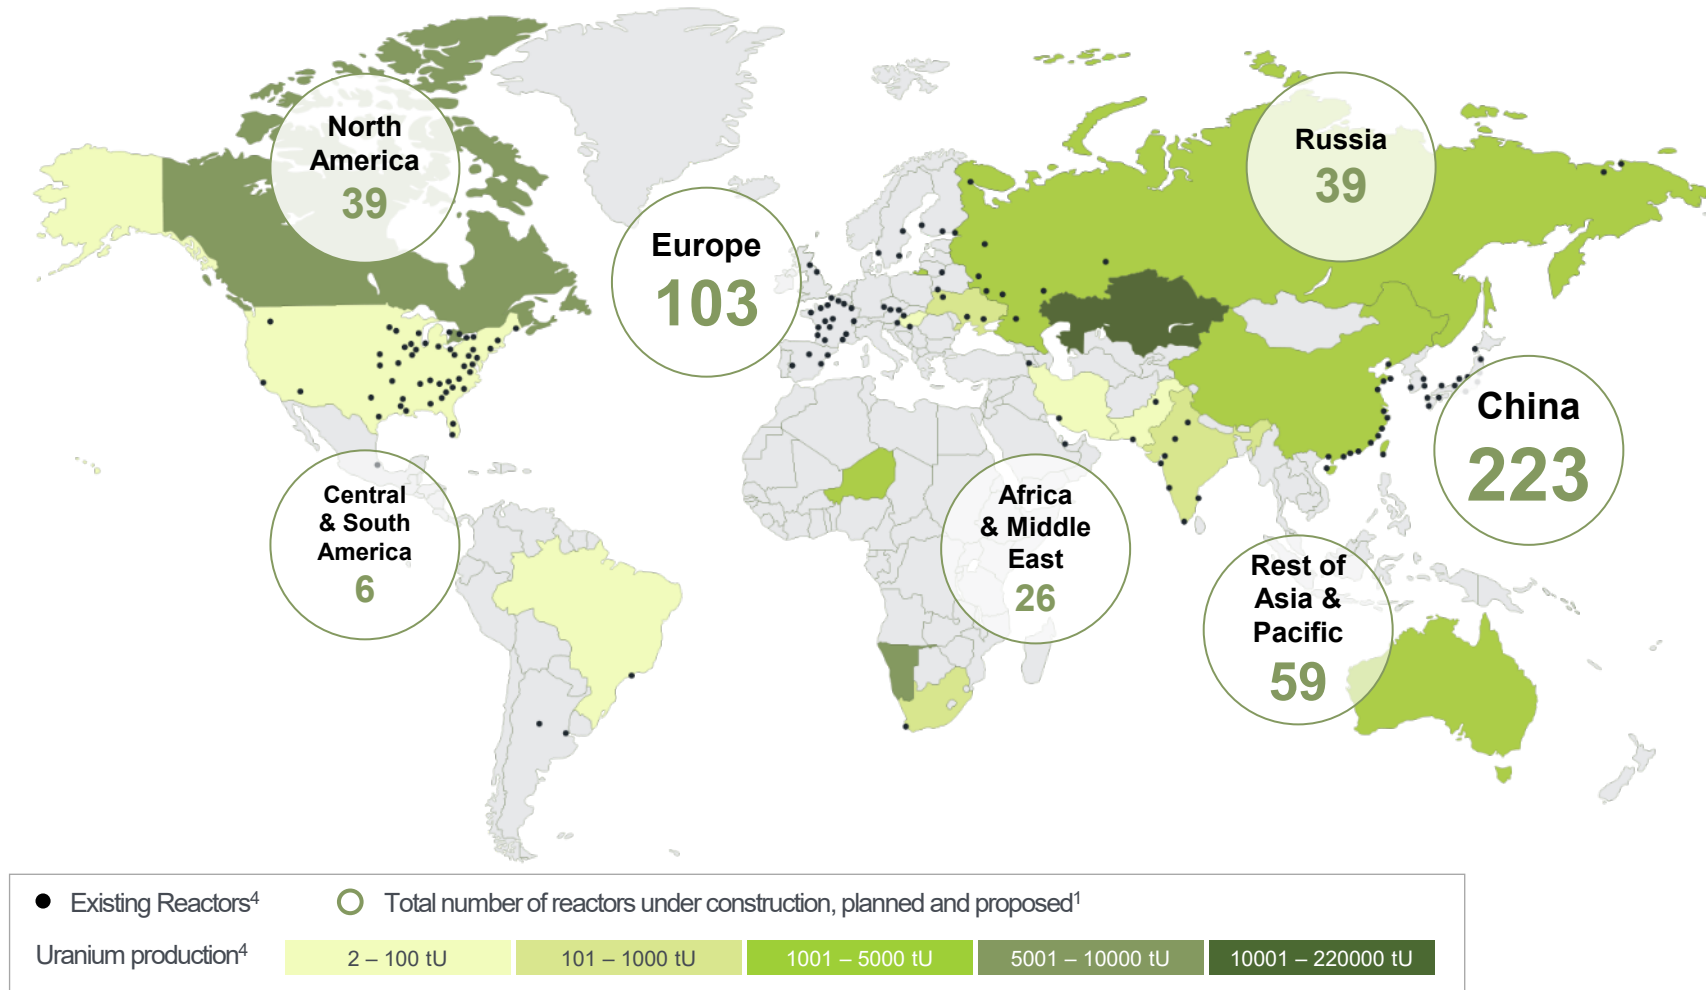 North
America
39
Russia
39
Europe
103
China
223
Central
& South
America
6
Africa
& Middle
East
26
Rest of
Asia &
Pacific
59
Existing Reactors⁴
Total number of reactors under construction, planned and proposed¹
Uranium production⁴
2 – 100 tU
101 – 1000 tU
1001 – 5000 tU
5001 – 10000 tU
10001 – 220000 tU